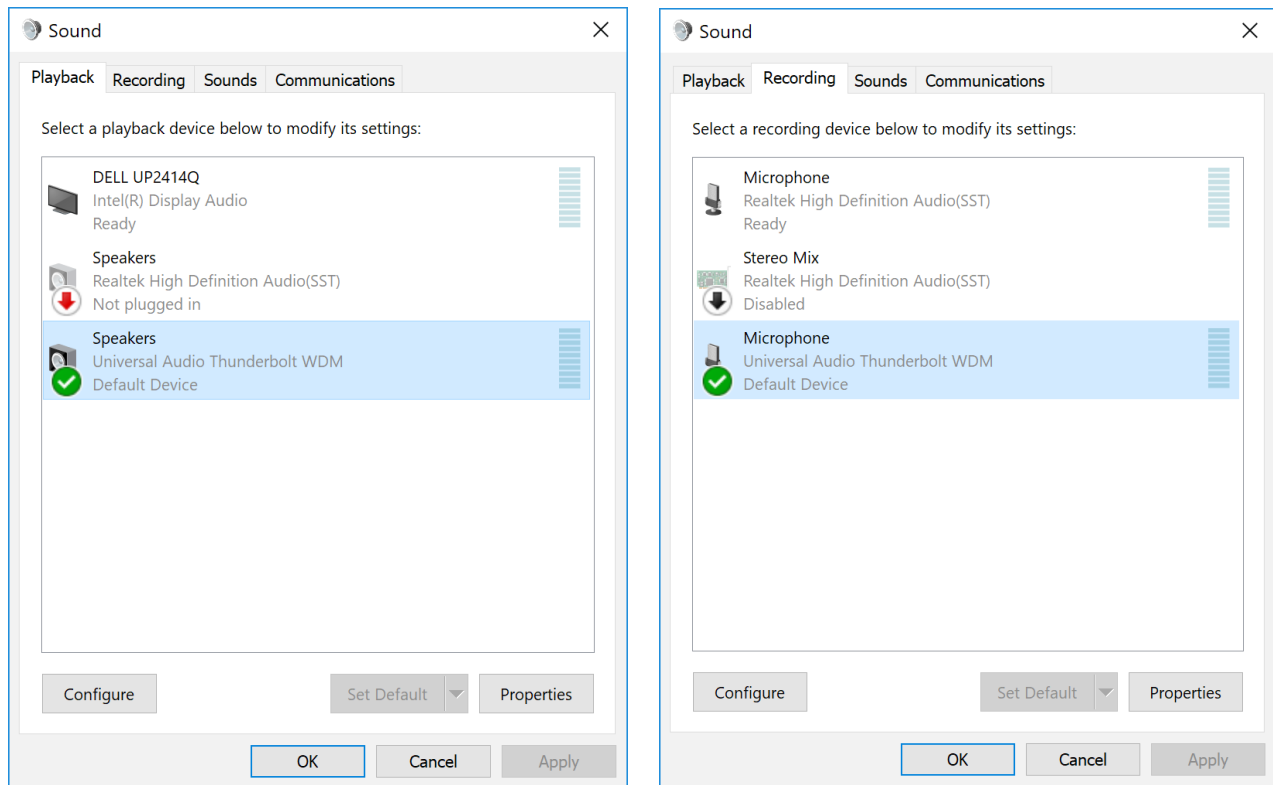 Sound
Playback
Recording
Sounds
Communications
Select a playback device below to modify its settings:
DELL UP2414Q
Intel(R) Display Audio
Ready
Speakers
Realtek High Definition Audio(SST)
Not plugged in
Speakers
Universal Audio Thunderbolt WDM
Default Device
Configure
Set Default
Properties
OK
Cancel
Apply
Sound
Playback
Recording
Sounds
Communications
Select a recording device below to modify its settings:
Microphone
Realtek High Definition Audio(SST)
Ready
Stereo Mix
Realtek High Definition Audio(SST)
Disabled
Microphone
Universal Audio Thunderbolt WDM
Default Device
Configure
Set Default
Properties
OK
Cancel
Apply